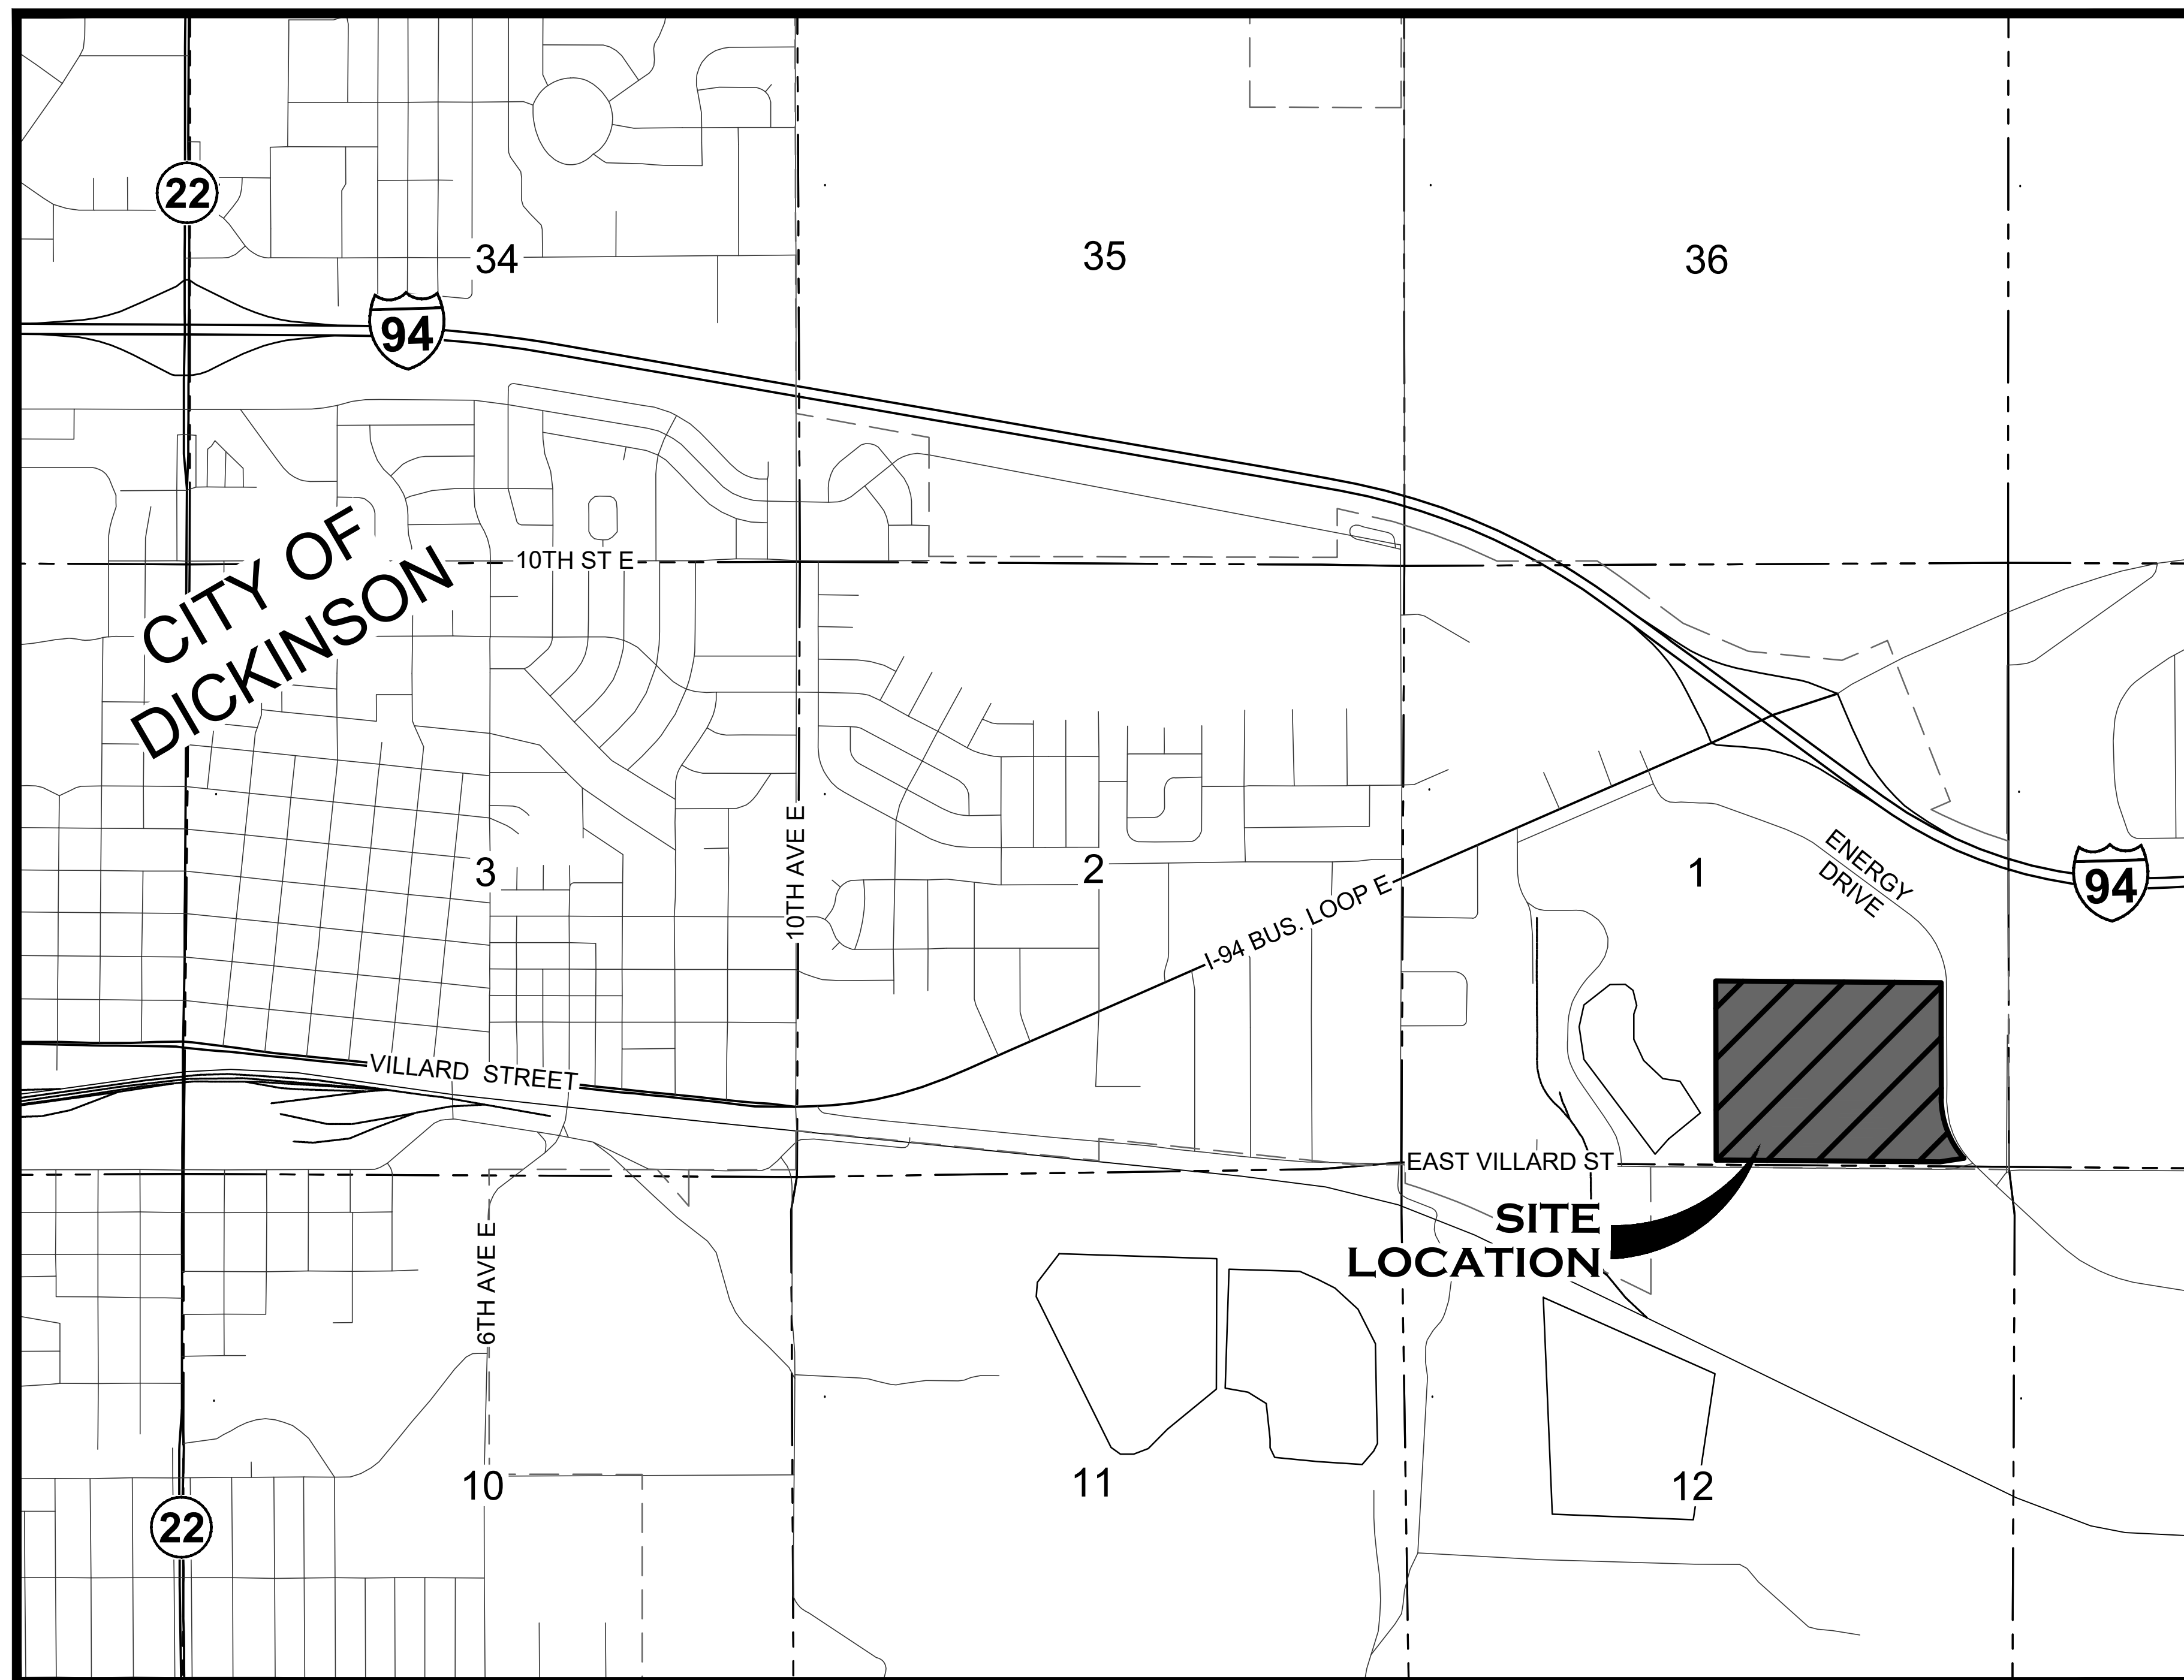 22
34
35
36
94
CITY OF
DICKINSON
10TH ST E
10TH AVE E
3
2
1
I-94 BUS. LOOP E
ENERGY
DRIVE
94
VILLARD STREET
EAST VILLARD ST
SITE
LOCATION
6TH AVE E
10
11
12
22